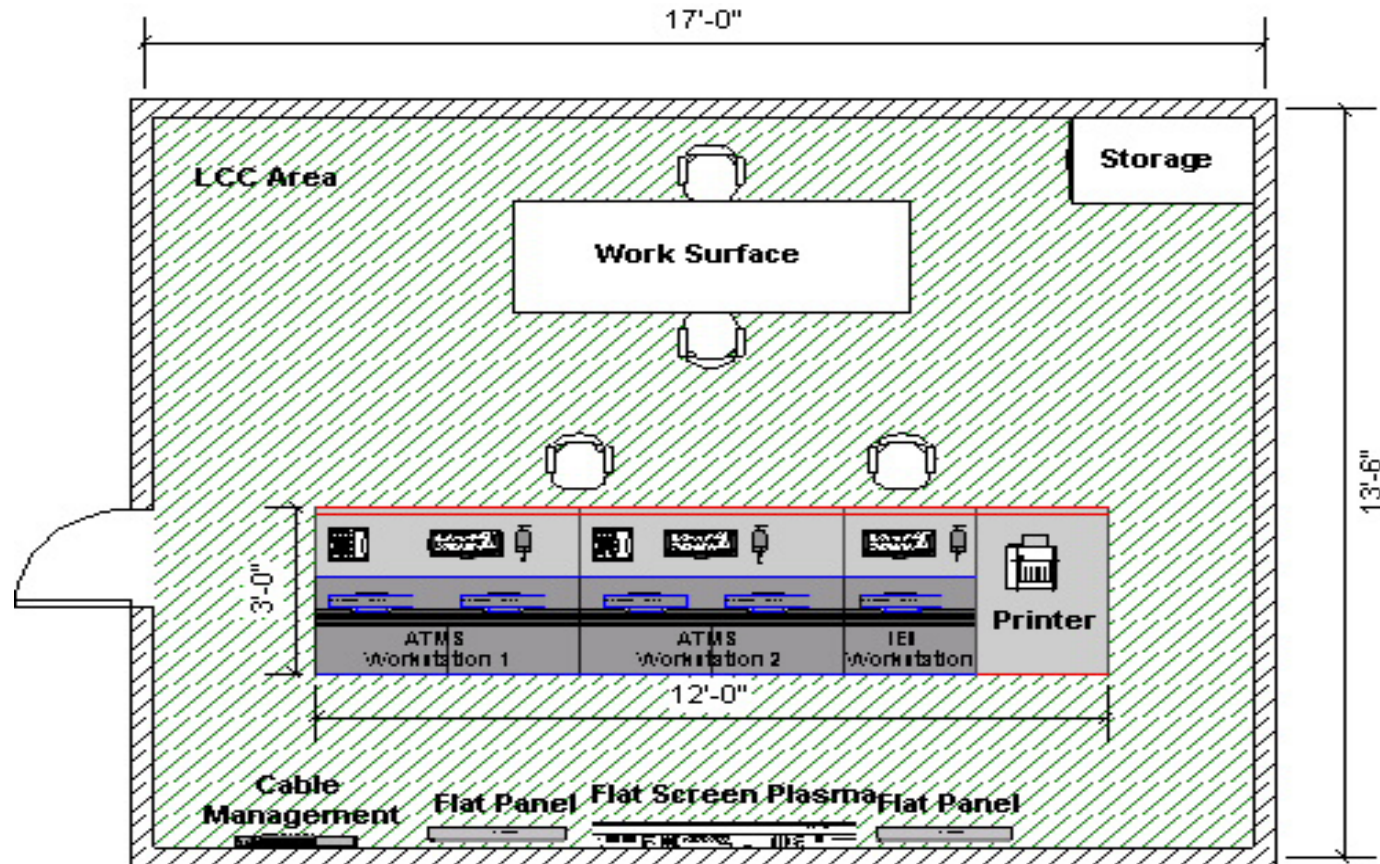 17'-0"
LCC Area
Storage
Work Surface
13'-6"
3'-0"
Printer
ATMS
Workstation 1
ATMS
Workstation 2
IEN
Workstation
12'-0"
Cable
Management
Flat Panel
Flat Screen Plasma
Flat Panel